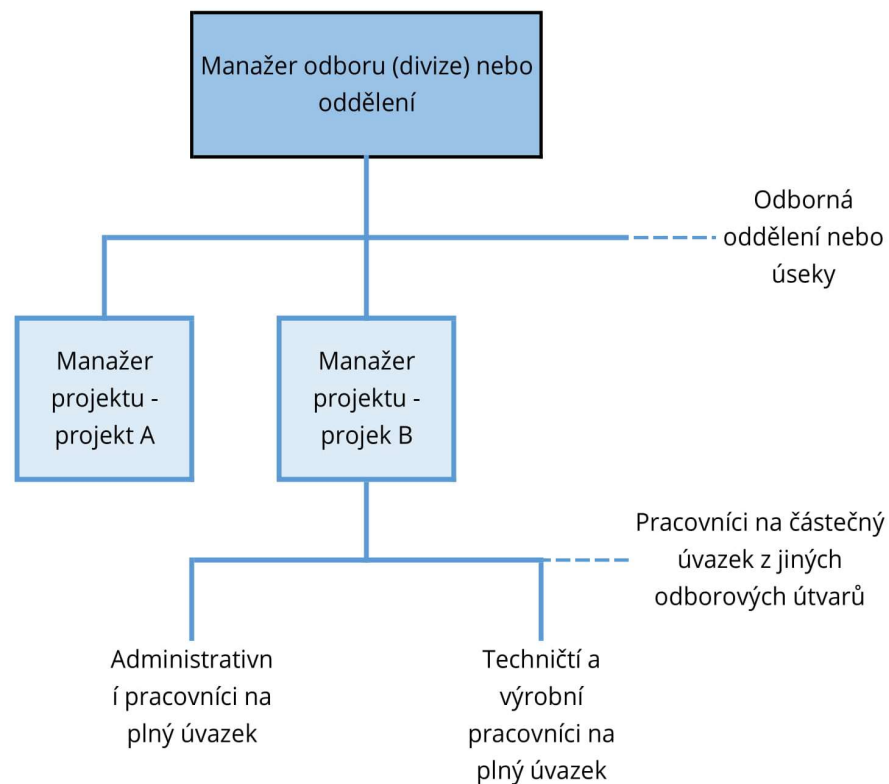 Manažer odboru (divize) nebo
oddělení
Odborná
oddělení nebo
úseky
Manažer
projektu -
projekt A
Manažer
projektu -
projek B
Pracovníci na částečný
úvazek z jiných
odborových útvarů
Administrativn
í pracovníci na
plný úvazek
Techničtí a
výrobní
pracovníci na
plný úvazek